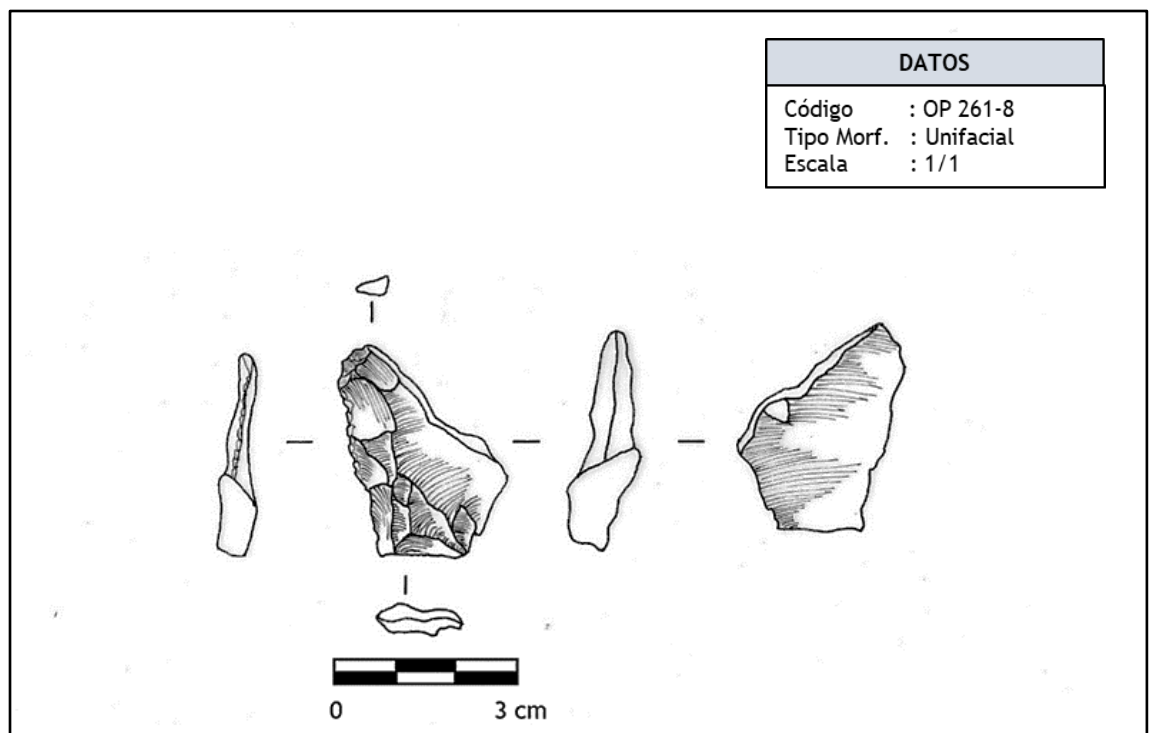 DATOS
Código : OP 261-8
Tipo Morf. : Unifacial
Escala : 1/1
0 3 cm